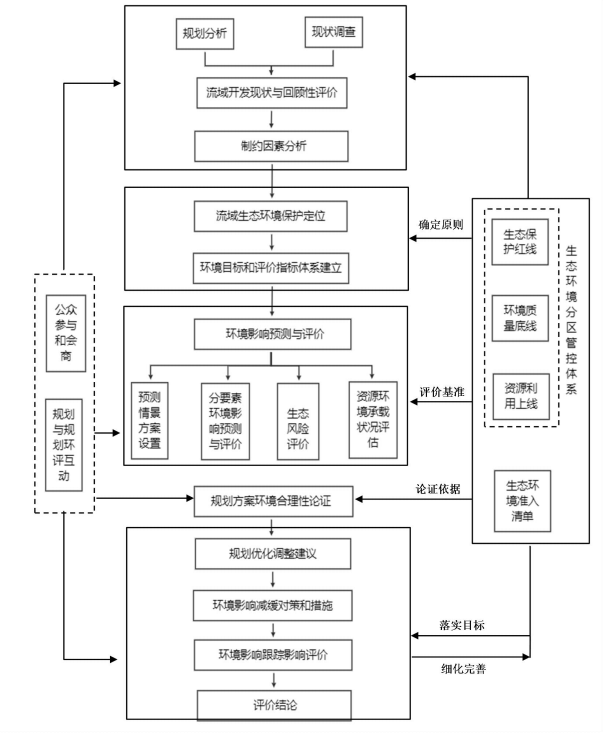 规划分析
现状调查
流域开发现状与回顾性评价
制约因素分析
流域生态环境保护定位
环境目标和评价指标体系建立
环境影响预测与评价
预测
情景
方案
设置
分要素
环境影
响预测
与评价
生态
风险
评价
资源环
境承载
状况评
估
规划方案环境合理性论证
规划优化调整建议
环境影响减缓对策和措施
环境影响跟踪影响评价
评价结论
公众
参与
和会
商
规划
与规
划环
评互
动
确定原则
评价基准
论证依据
落实目标
细化完善
生态保
护红线
环境质
量底线
资源利
用上线
生态环
境准入
清单
生态环境分区管控体系